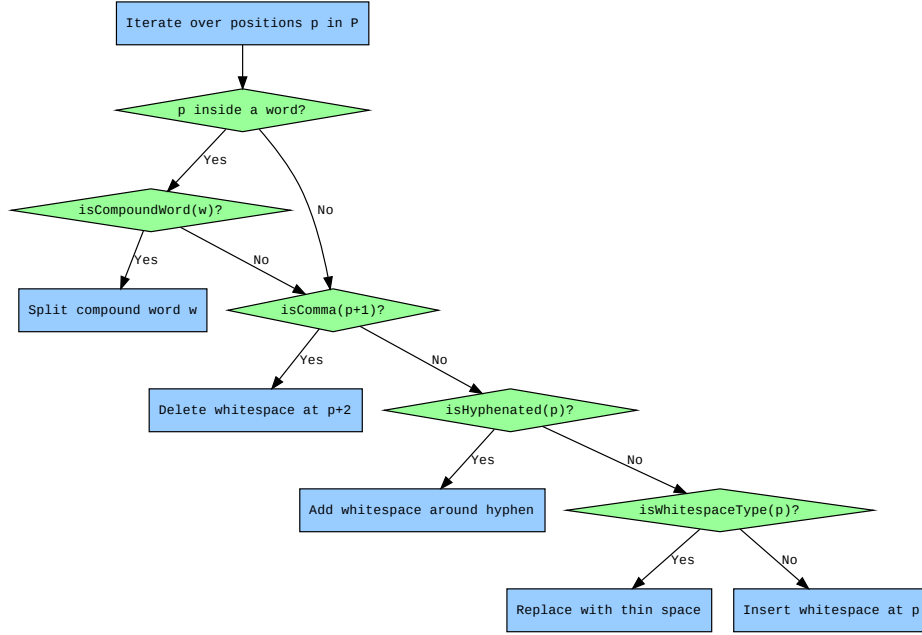 Iterate over positions p in P
p inside a word?
Yes
No
isCompoundWord(w)?
Yes
No
Split compound word w
isComma(p+1)?
Yes
No
Delete whitespace at p+2
isHyphenated(p)?
Yes
No
Add whitespace around hyphen
isWhitespaceType(p)?
Yes
No
Replace with thin space
Insert whitespace at p